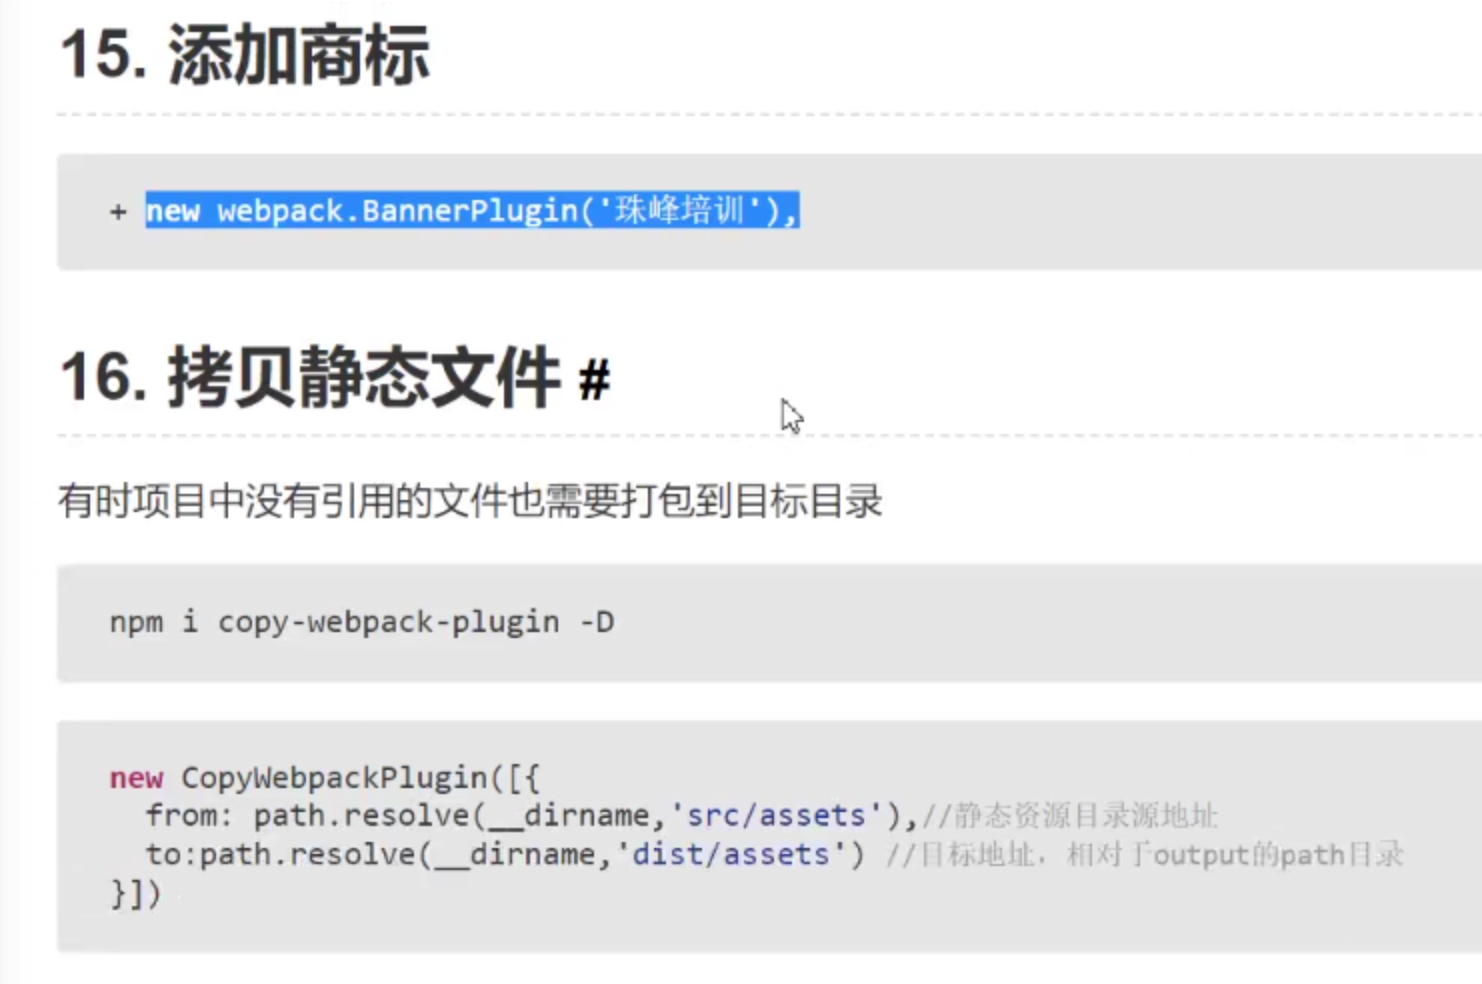 15. 添加商标
+ new webpack.BannerPlugin('珠峰培训'),
16. 拷贝静态文件 #
有时项目中没有引用的文件也需要打包到目标目录
npm i copy-webpack-plugin -D
new CopyWebpackPlugin([{
from: path.resolve(__dirname,'src/assets'),//静态资源目录源地址
to:path.resolve(__dirname,'dist/assets') //目标地址，相对于output的path目录
}])